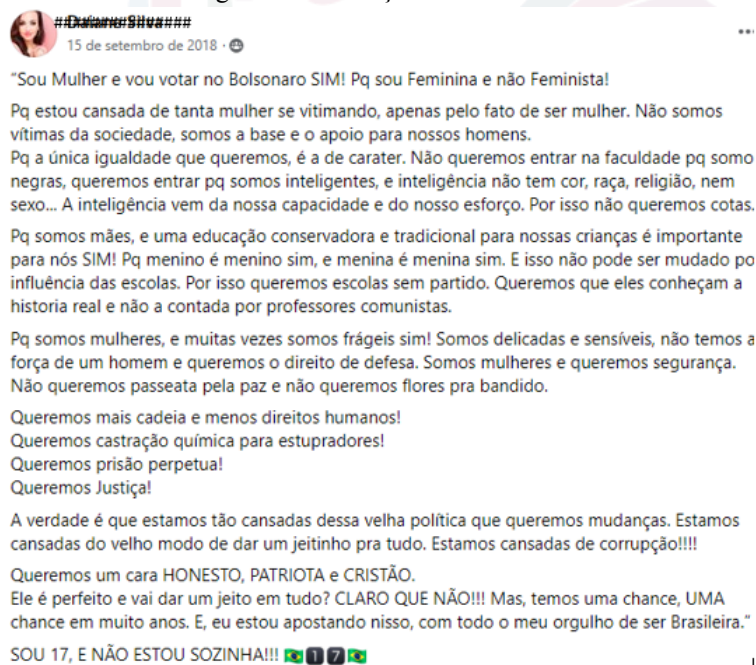 15 de setembro de 2018 ·
“Sou Mulher e vou votar no Bolsonaro SIM! Pq sou Feminina e não Feminista!
Pq estou cansada de tanta mulher se vitimando, apenas pelo fato de ser mulher. Não somos
vítimas da sociedade, somos a base e o apoio para nossos homens.
Pq a única igualdade que queremos, é a de carater. Não queremos entrar na faculdade pq somo
negras, queremos entrar pq somos inteligentes, e inteligência não tem cor, raça, religião, nem
sexo... A inteligência vem da nossa capacidade e do nosso esforço. Por isso não queremos cotas.
Pq somos mães, e uma educação conservadora e tradicional para nossas crianças é importante
para nós SIM! Pq menino é menino sim, e menina é menina sim. E isso não pode ser mudado po
influência das escolas. Por isso queremos escolas sem partido. Queremos que eles conheçam a
historia real e não a contada por professores comunistas.
Pq somos mulheres, e muitas vezes somos frágeis sim! Somos delicadas e sensíveis, não temos a
força de um homem e queremos o direito de defesa. Somos mulheres e queremos segurança.
Não queremos passeata pela paz e não queremos flores pra bandido.
Queremos mais cadeia e menos direitos humanos!
Queremos castração química para estupradores!
Queremos prisão perpetua!
Queremos Justiça!
A verdade é que estamos tão cansadas dessa velha política que queremos mudanças. Estamos
cansadas do velho modo de dar um jeitinho pra tudo. Estamos cansadas de corrupção!!!!
Queremos um cara HONESTO, PATRIOTA e CRISTÃO.
Ele é perfeito e vai dar um jeito em tudo? CLARO QUE NÃO!!! Mas, temos uma chance, UMA
chance em muito anos. E, eu estou apostando nisso, com todo o meu orgulho de ser Brasileira.”
SOU 17, E NÃO ESTOU SOZINHA!!! 🇧🇷1️⃣7️⃣🇧🇷